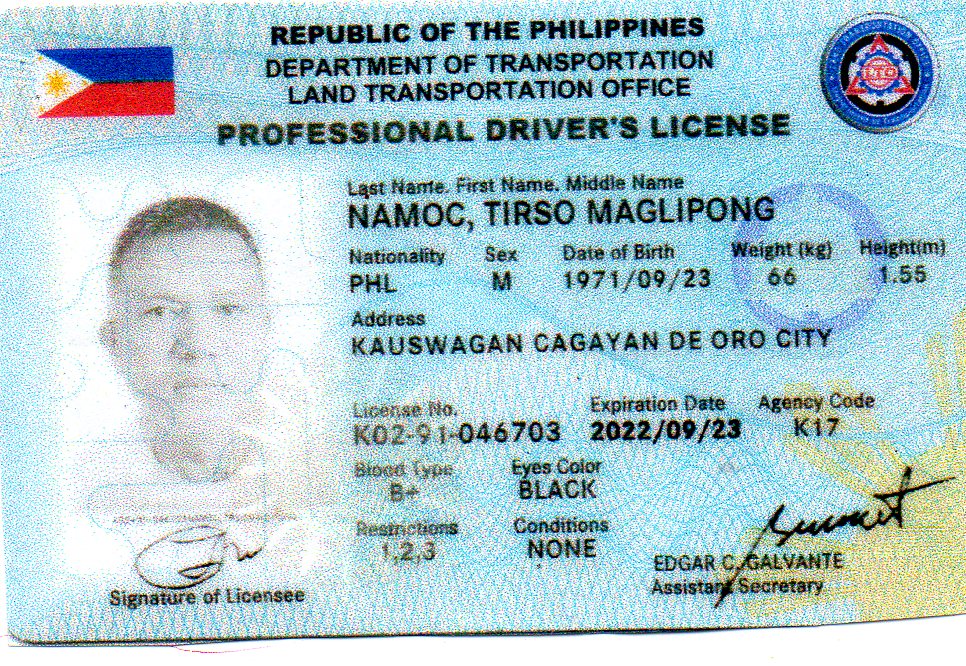 REPUBLIC OF THE PHILIPPINES
DEPARTMENT OF TRANSPORTATION
LAND TRANSPORTATION OFFICE
PROFESSIONAL DRIVER'S LICENSE
LTO
Last Name, First Name, Middle Name
NAMOC, TIRSO MAGLIPONG
Nationality Sex Date of Birth Weight (kg) Height(m)
PHL M 1971/09/23 66 1.55
Address
KAUSWAGAN CAGAYAN DE ORO CITY
License No. Expiration Date Agency Code
K02-91-046703 2022/09/23 K17
Blood Type Eyes Color
B+ BLACK
Restrictions Conditions
1,2,3 NONE
EDGAR C. GALVANTE
Assistant Secretary
Signature of Licensee